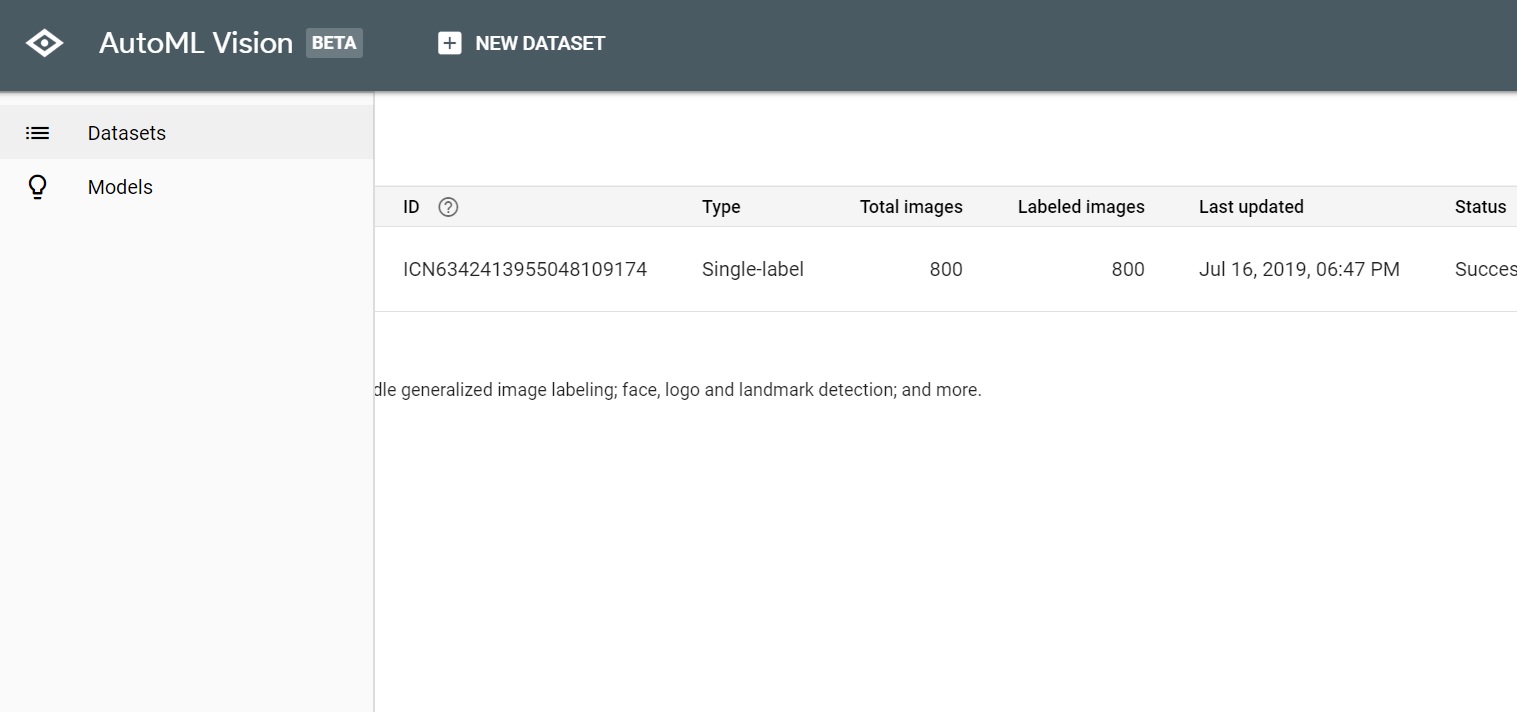 AutoML Vision BETA NEW DATASET
Datasets
Models
ID Type Total images Labeled images Last updated Status
ICN6342413955048109174 Single-label 800 800 Jul 16, 2019, 06:47 PM Succes
dle generalized image labeling; face, logo and landmark detection; and more.